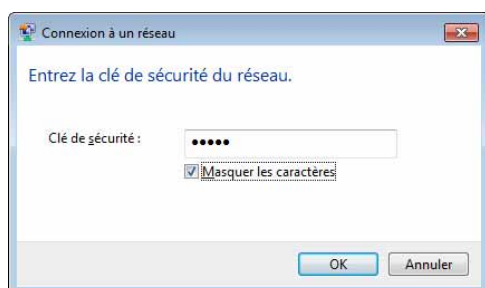 Connexion à un réseau
Entrez la clé de sécurité du réseau.
Clé de sécurité : •••••
Masquer les caractères
OK Annuler